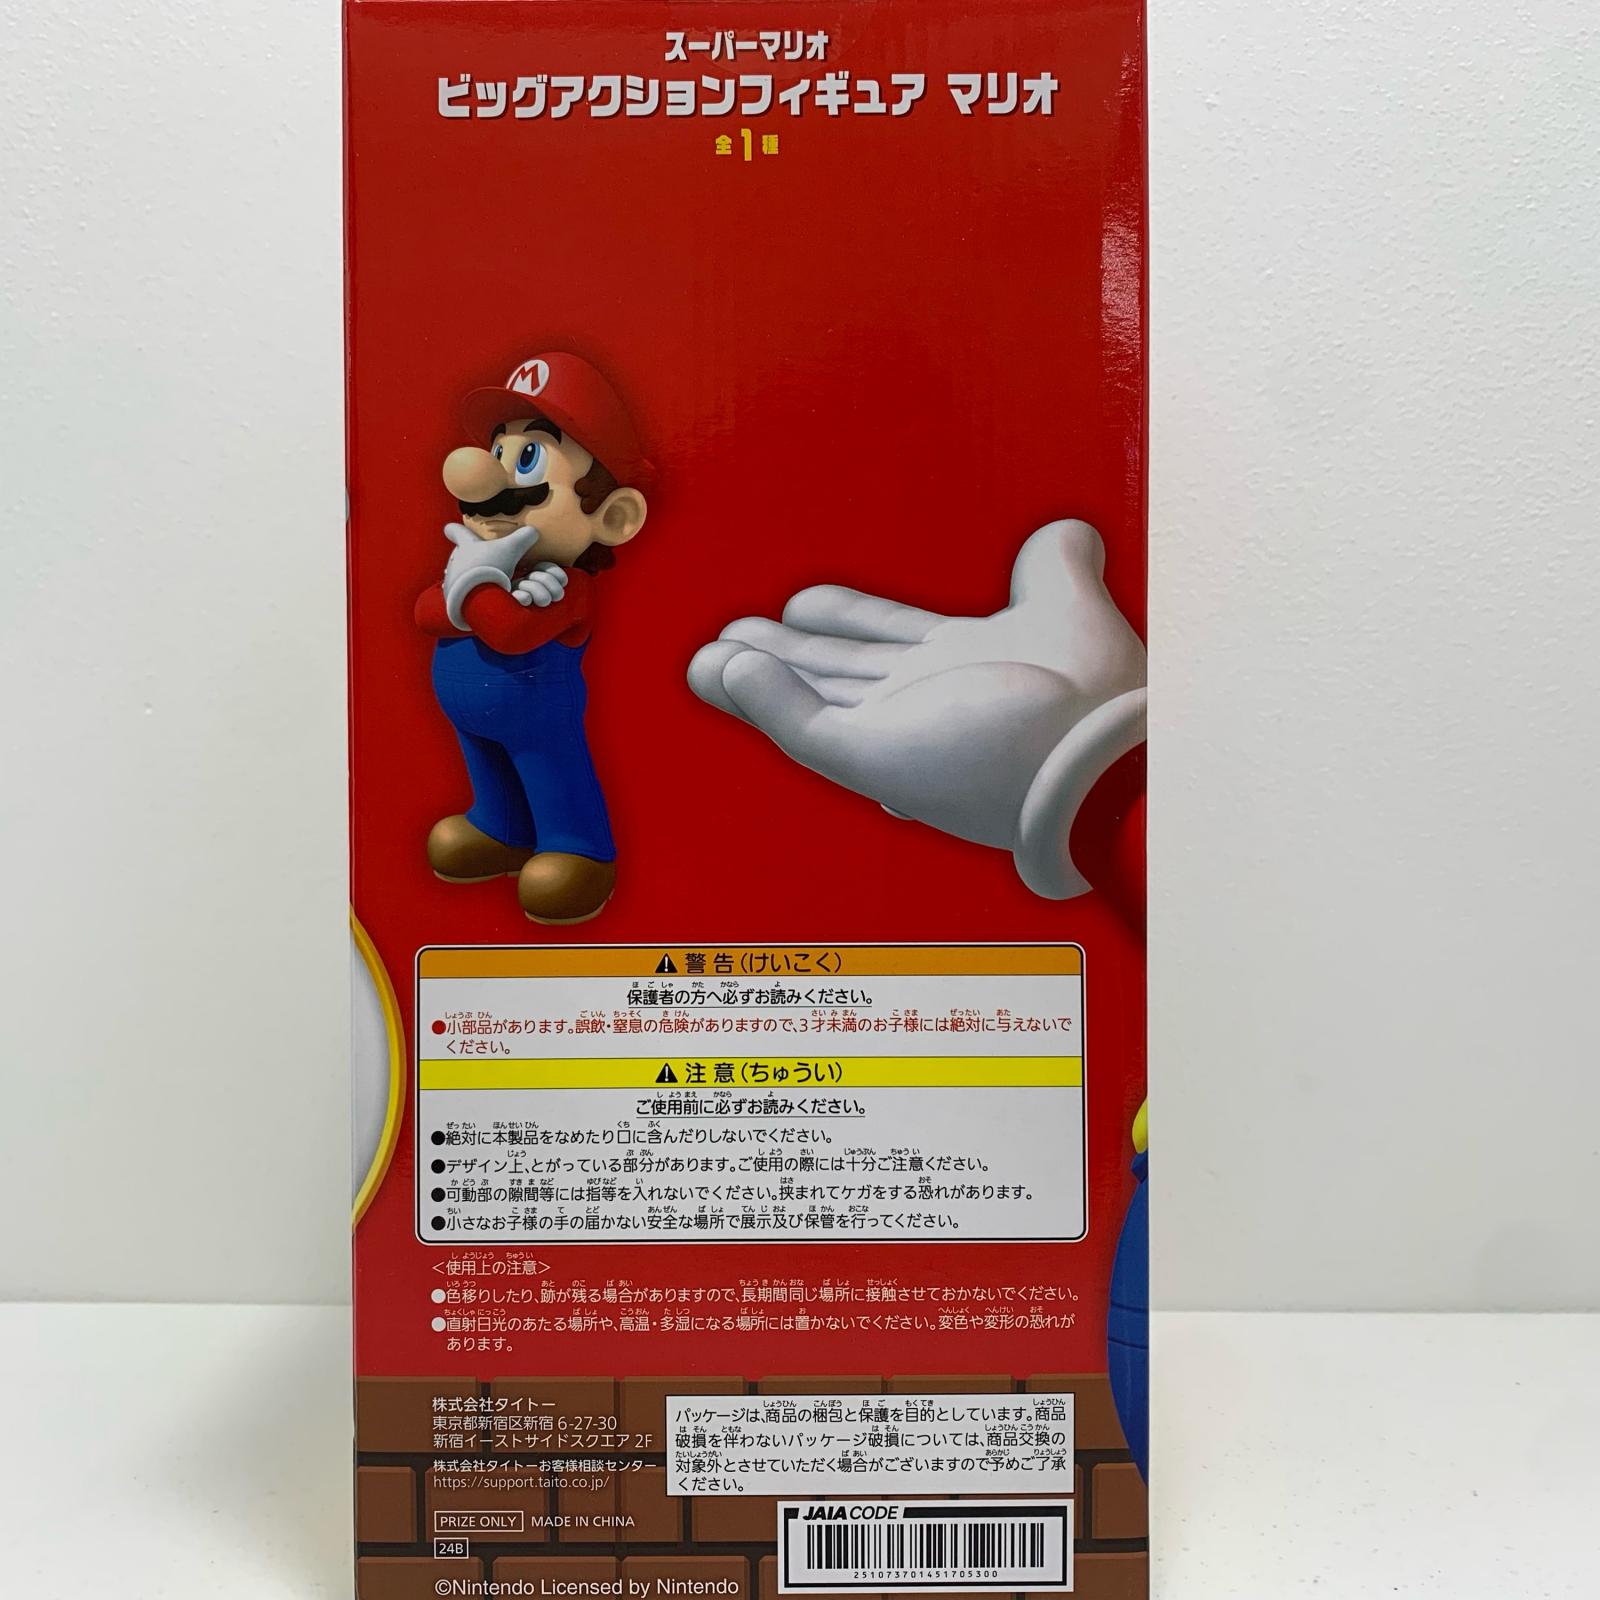 スーパーマリオ
ビッグアクションフィギュア マリオ
全1種
M
⚠警告(けいこく)
保護者の方へ必ずお読みください。
●小部品があります。誤飲・窒息の危険がありますので、3才未満のお子様には絶対に与えないで
ください。
⚠注意(ちゅうい)
ご使用前に必ずお読みください。
●絶対に本製品をなめたり口に含んだりしないでください。
●デザイン上、とがっている部分があります。ご使用の際には十分ご注意ください。
●可動部の隙間等には指等を入れないでください。挟まれてケガをする恐れがあります。
●小さなお子様の手の届かない安全な場所で展示及び保管を行ってください。
<使用上の注意>
●色移りしたり、跡が残る場合がありますので、長期間同じ場所に接触させておかないでください。
●直射日光のあたる場所や、高温・多湿になる場所には置かないでください。変色や変形の恐れが
あります。
株式会社タイトー
東京都新宿区新宿 6-27-30
新宿イーストサイドスクエア 2F
株式会社タイトーお客様相談センター
https://support.taito.co.jp/
PRIZE ONLY MADE IN CHINA
24B
©Nintendo Licensed by Nintendo
パッケージは、商品の梱包と保護を目的としています。商品
破損を伴わないパッケージ破損については、商品交換の
対象外とさせていただく場合がございますので予めご了承
ください。
JAIA CODE
2510737014517053​00